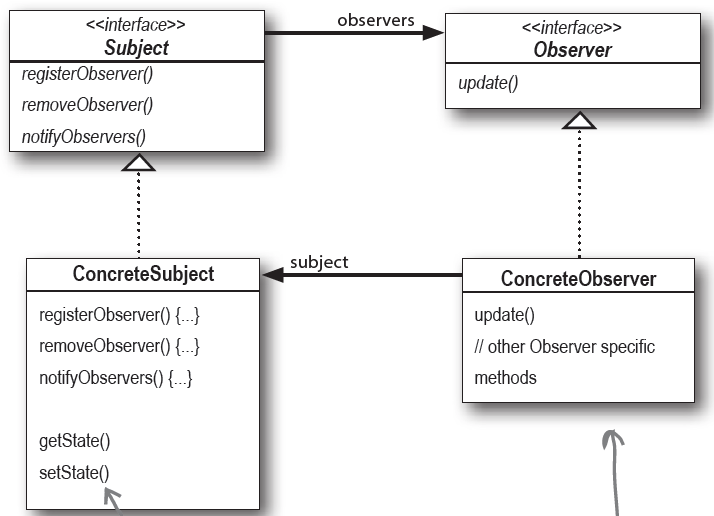 <<interface>>
Subject
registerObserver()
removeObserver()
notifyObservers()
observers
<<interface>>
Observer
update()
subject
ConcreteSubject
registerObserver() {...}
removeObserver() {...}
notifyObservers() {...}
getState()
setState()
ConcreteObserver
update()
// other Observer specific
methods